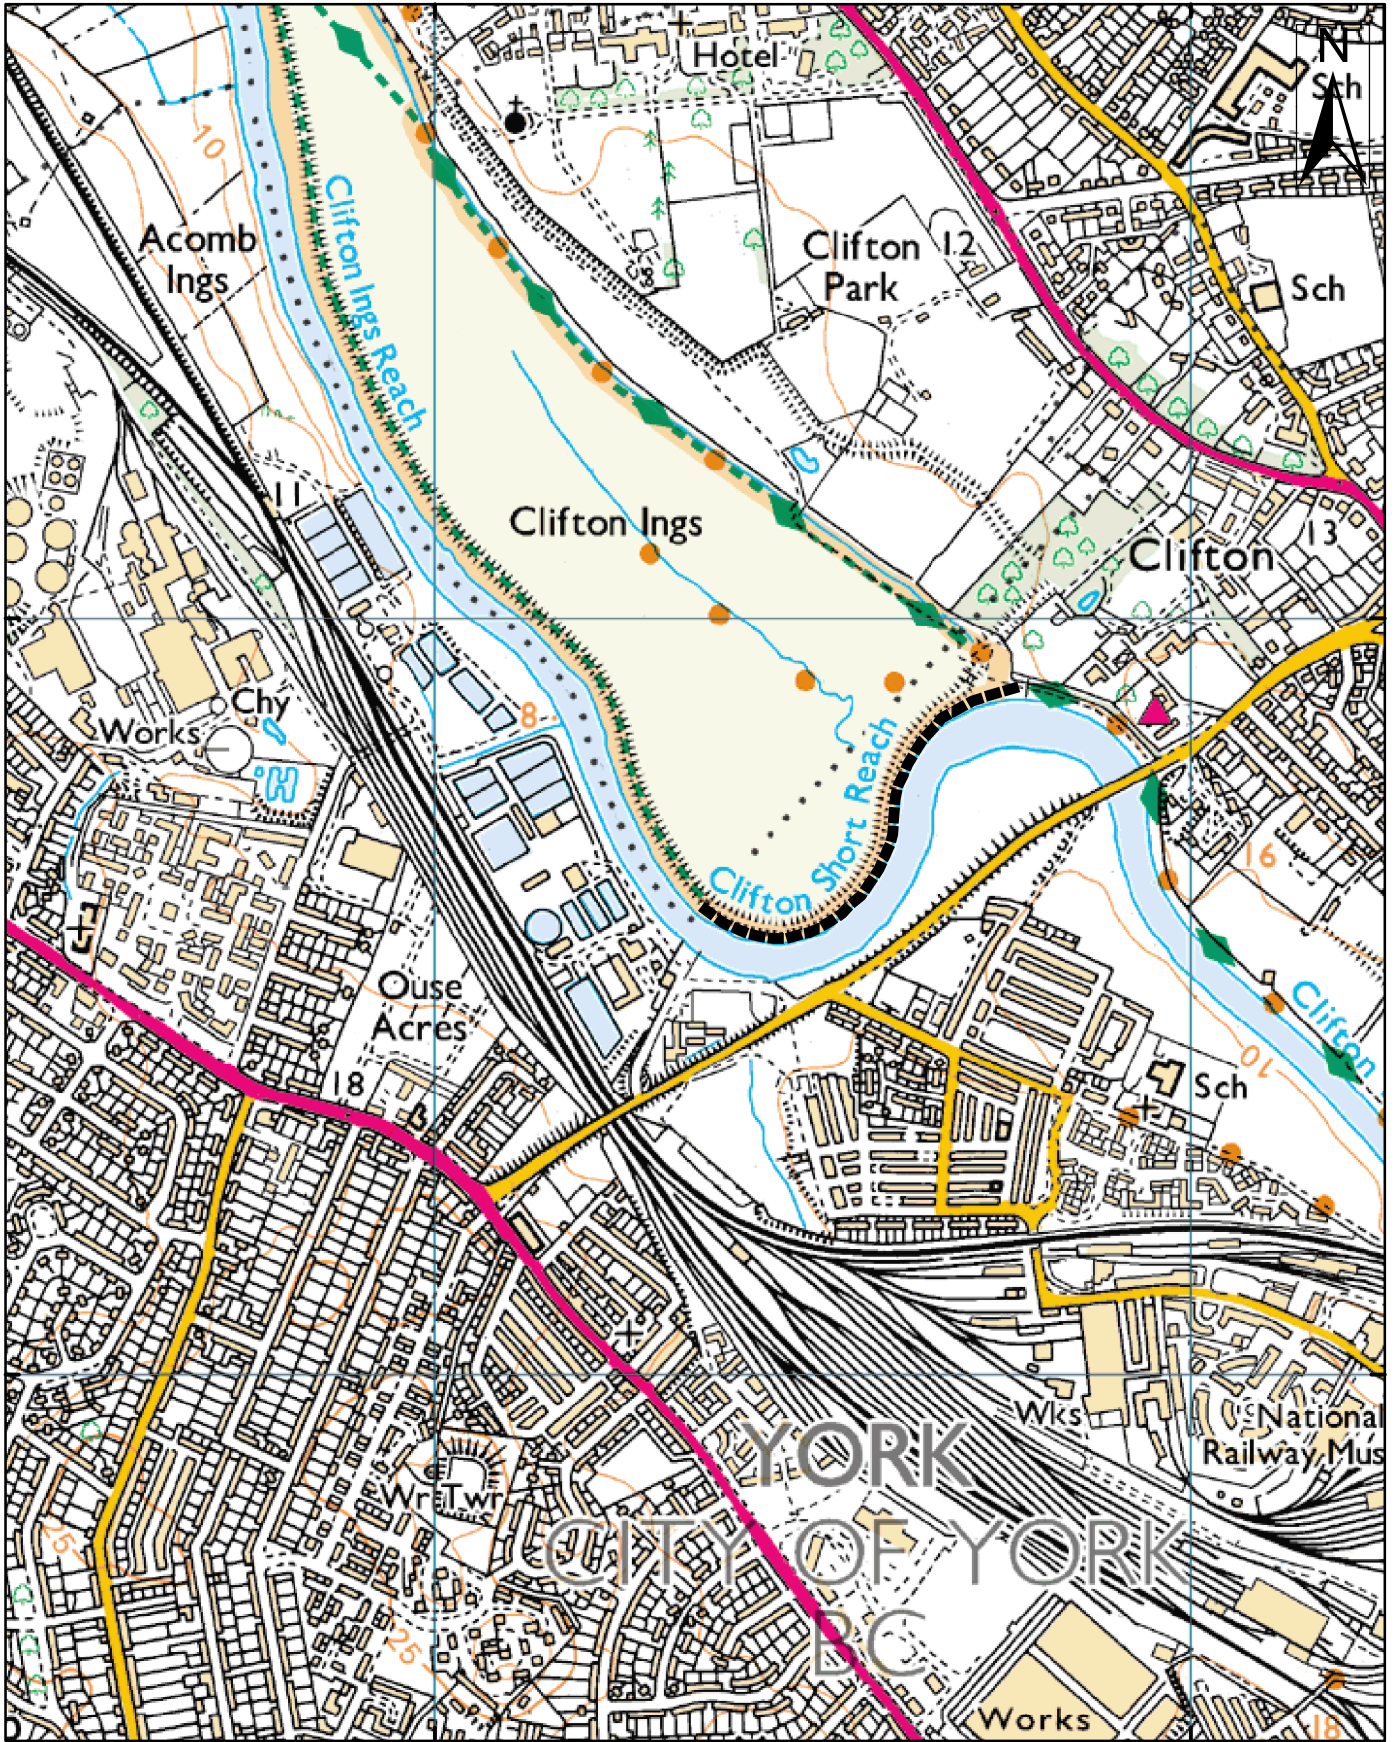 Hotel
N
Sch
10
Clifton Ings Reach
Acomb
Ings
Clifton
Park
12
Sch
11
Clifton Ings
Clifton
13
8
Chy
Works
Clifton Short Reach
16
Ouse
Acres
Clifton
10
18
Sch
Wks
National
Railway Mus
YORK
CITY OF YORK
BC
Wr Twr
25
25
Works
18